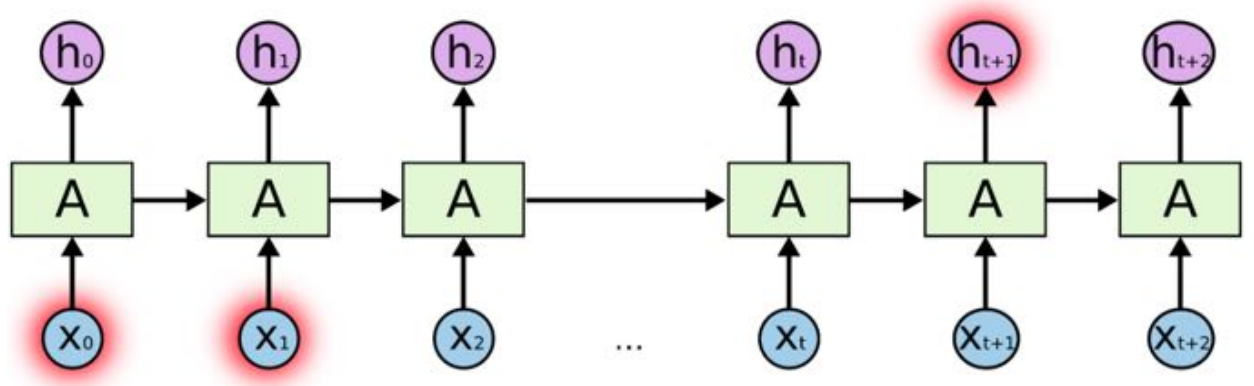 h₀ h₁ h₂ hₜ hₜ₊₁ hₜ₊₂
A A A A A A
x₀ x₁ x₂ ... xₜ xₜ₊₁ xₜ₊₂